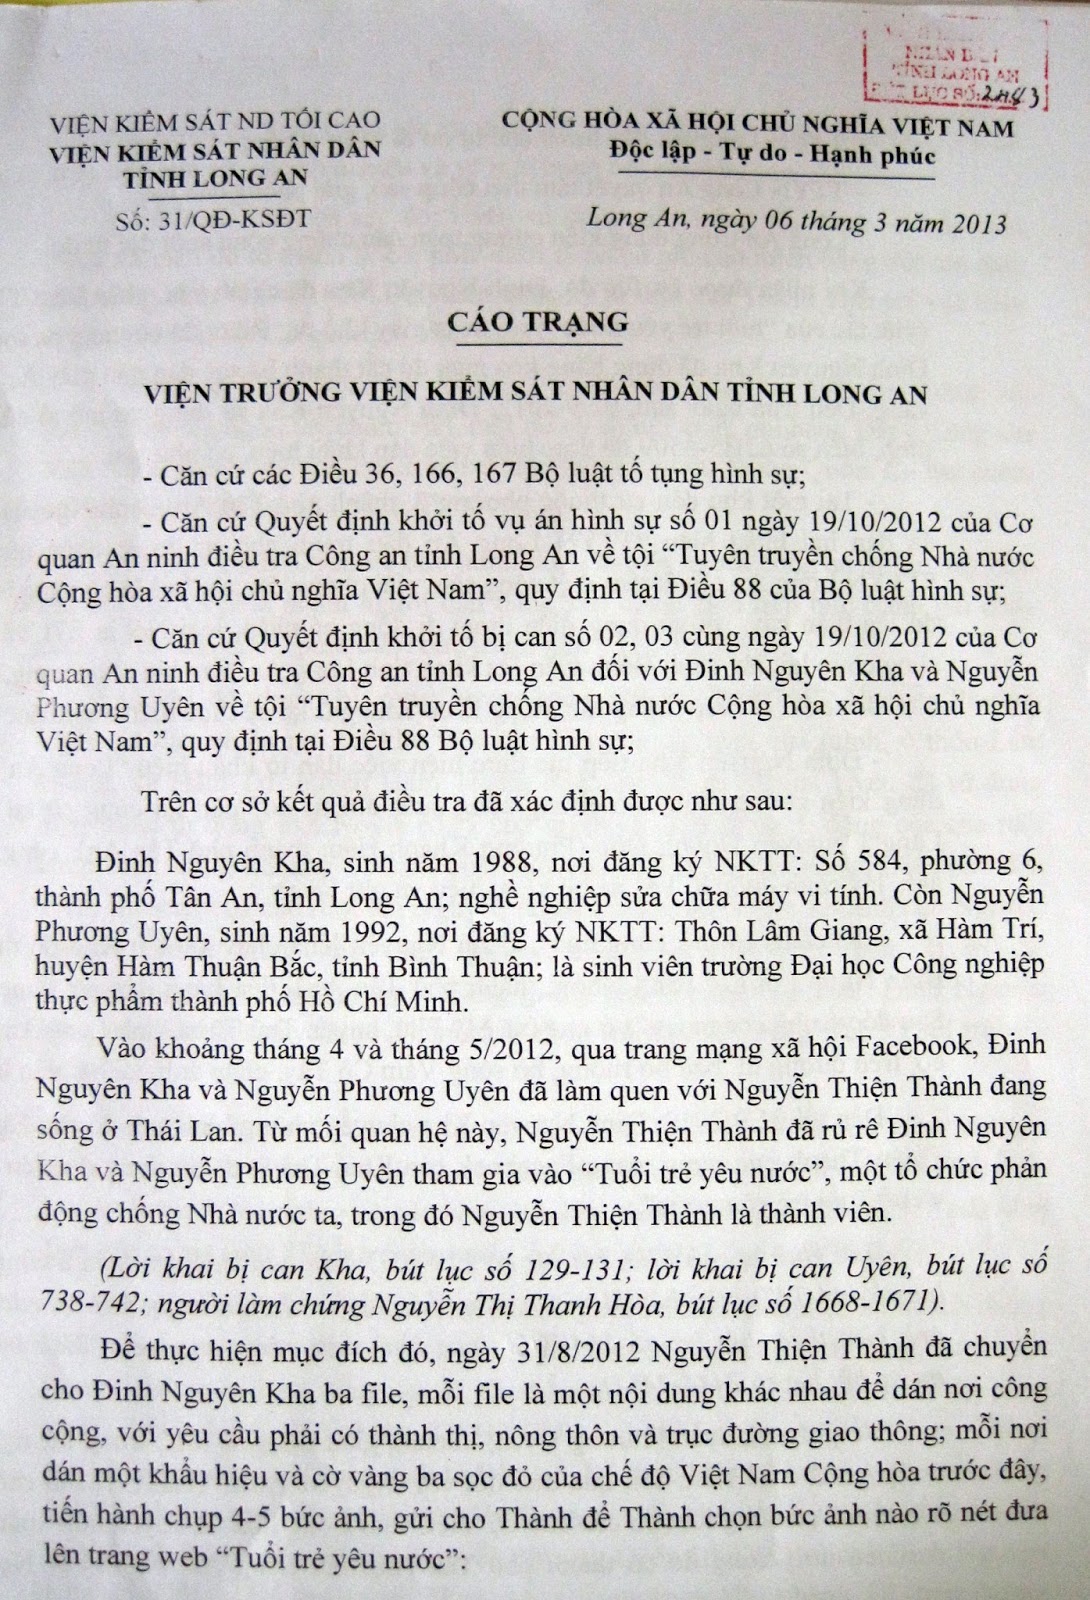 NHÂN DÂN
TỈNH LONG AN
BÚT LỤC SỐ:
VIỆN KIỂM SÁT ND TỐI CAO
VIỆN KIỂM SÁT NHÂN DÂN
TỈNH LONG AN
Số: 31/QĐ-KSĐT
CỘNG HÒA XÃ HỘI CHỦ NGHĨA VIỆT NAM
Độc lập - Tự do - Hạnh phúc
Long An, ngày 06 tháng 3 năm 2013
CÁO TRẠNG
VIỆN TRƯỞNG VIỆN KIỂM SÁT NHÂN DÂN TỈNH LONG AN
- Căn cứ các Điều 36, 166, 167 Bộ luật tố tụng hình sự;
- Căn cứ Quyết định khởi tố vụ án hình sự số 01 ngày 19/10/2012 của Cơ
quan An ninh điều tra Công an tỉnh Long An về tội “Tuyên truyền chống Nhà nước
Cộng hòa xã hội chủ nghĩa Việt Nam”, quy định tại Điều 88 của Bộ luật hình sự;
- Căn cứ Quyết định khởi tố bị can số 02, 03 cùng ngày 19/10/2012 của Cơ
quan An ninh điều tra Công an tỉnh Long An đối với Đinh Nguyên Kha và Nguyễn
Phương Uyên về tội “Tuyên truyền chống Nhà nước Cộng hòa xã hội chủ nghĩa
Việt Nam”, quy định tại Điều 88 Bộ luật hình sự;
Trên cơ sở kết quả điều tra đã xác định được như sau:
Đinh Nguyên Kha, sinh năm 1988, nơi đăng ký NKTT: Số 584, phường 6,
thành phố Tân An, tỉnh Long An; nghề nghiệp sửa chữa máy vi tính. Còn Nguyễn
Phương Uyên, sinh năm 1992, nơi đăng ký NKTT: Thôn Lâm Giang, xã Hàm Trí,
huyện Hàm Thuận Bắc, tỉnh Bình Thuận; là sinh viên trường Đại học Công nghiệp
thực phẩm thành phố Hồ Chí Minh.
Vào khoảng tháng 4 và tháng 5/2012, qua trang mạng xã hội Facebook, Đinh
Nguyên Kha và Nguyễn Phương Uyên đã làm quen với Nguyễn Thiện Thành đang
sống ở Thái Lan. Từ mối quan hệ này, Nguyễn Thiện Thành đã rủ rê Đinh Nguyên
Kha và Nguyễn Phương Uyên tham gia vào “Tuổi trẻ yêu nước”, một tổ chức phản
động chống Nhà nước ta, trong đó Nguyễn Thiện Thành là thành viên.
(Lời khai bị can Kha, bút lục số 129-131; lời khai bị can Uyên, bút lục số
738-742; người làm chứng Nguyễn Thị Thanh Hòa, bút lục số 1668-1671).
Để thực hiện mục đích đó, ngày 31/8/2012 Nguyễn Thiện Thành đã chuyển
cho Đinh Nguyên Kha ba file, mỗi file là một nội dung khác nhau để dán nơi công
cộng, với yêu cầu phải có thành thị, nông thôn và trục đường giao thông; mỗi nơi
dán một khẩu hiệu và cờ vàng ba sọc đỏ của chế độ Việt Nam Cộng hòa trước đây,
tiến hành chụp 4-5 bức ảnh, gửi cho Thành để Thành chọn bức ảnh nào rõ nét đưa
lên trang web “Tuổi trẻ yêu nước”: